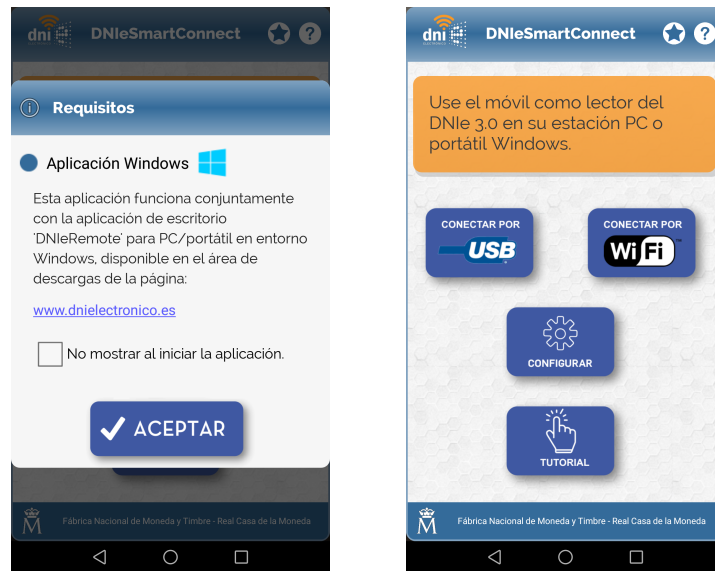 dni
DNIeSmartConnect
?
i Requisitos
Aplicación Windows
Esta aplicación funciona conjuntamente
con la aplicación de escritorio
'DNIeRemote' para PC/portátil en entorno
Windows, disponible en el área de
descargas de la página:
www.dnielectronico.es
No mostrar al iniciar la aplicación.
ACEPTAR
M
Fábrica Nacional de Moneda y Timbre - Real Casa de la Moneda
dni
DNIeSmartConnect
?
Use el móvil como lector del
DNIe 3.0 en su estación PC o
portátil Windows.
CONECTAR POR
USB
CONECTAR POR
WiFi
CONFIGURAR
TUTORIAL
M
Fábrica Nacional de Moneda y Timbre - Real Casa de la Moneda